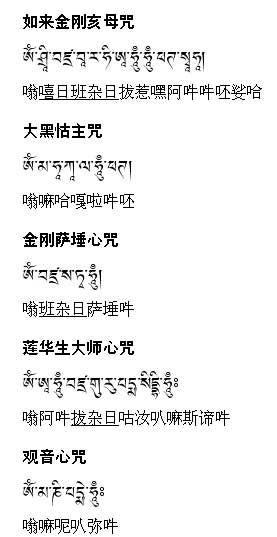 如来金刚亥母咒
ཨོཾ་ཤྲཱི་བཛྲ་བཱ་ར་ཧི་ཨཱ་ཧཱུྃ་ཧཱུྃ་ཕཊ་སྭཱཧཱ།
嗡嘻日班杂日拔惹嘿阿吽吽呸娑哈
大黑怙主咒
ཨོཾ་མ་ཧཱ་ཀཱ་ལ་ཧཱུྃ་ཕཊ།
嗡嘛哈嘎啦吽呸
金刚萨埵心咒
ཨོཾ་བཛྲ་ས་ཏྭ་ཧཱུྃ།
嗡班杂日萨埵吽
莲华生大师心咒
ཨོཾ་ཨཱ་ཧཱུྃ་བཛྲ་གུ་རུ་པདྨ་སིདྡྷི་ཧཱུྃ༔
嗡阿吽拔杂日咕汝叭嘛斯谛吽
观音心咒
ཨོཾ་མ་ཎི་པདྨེ་ཧཱུྃ༔
嗡嘛呢叭弥吽